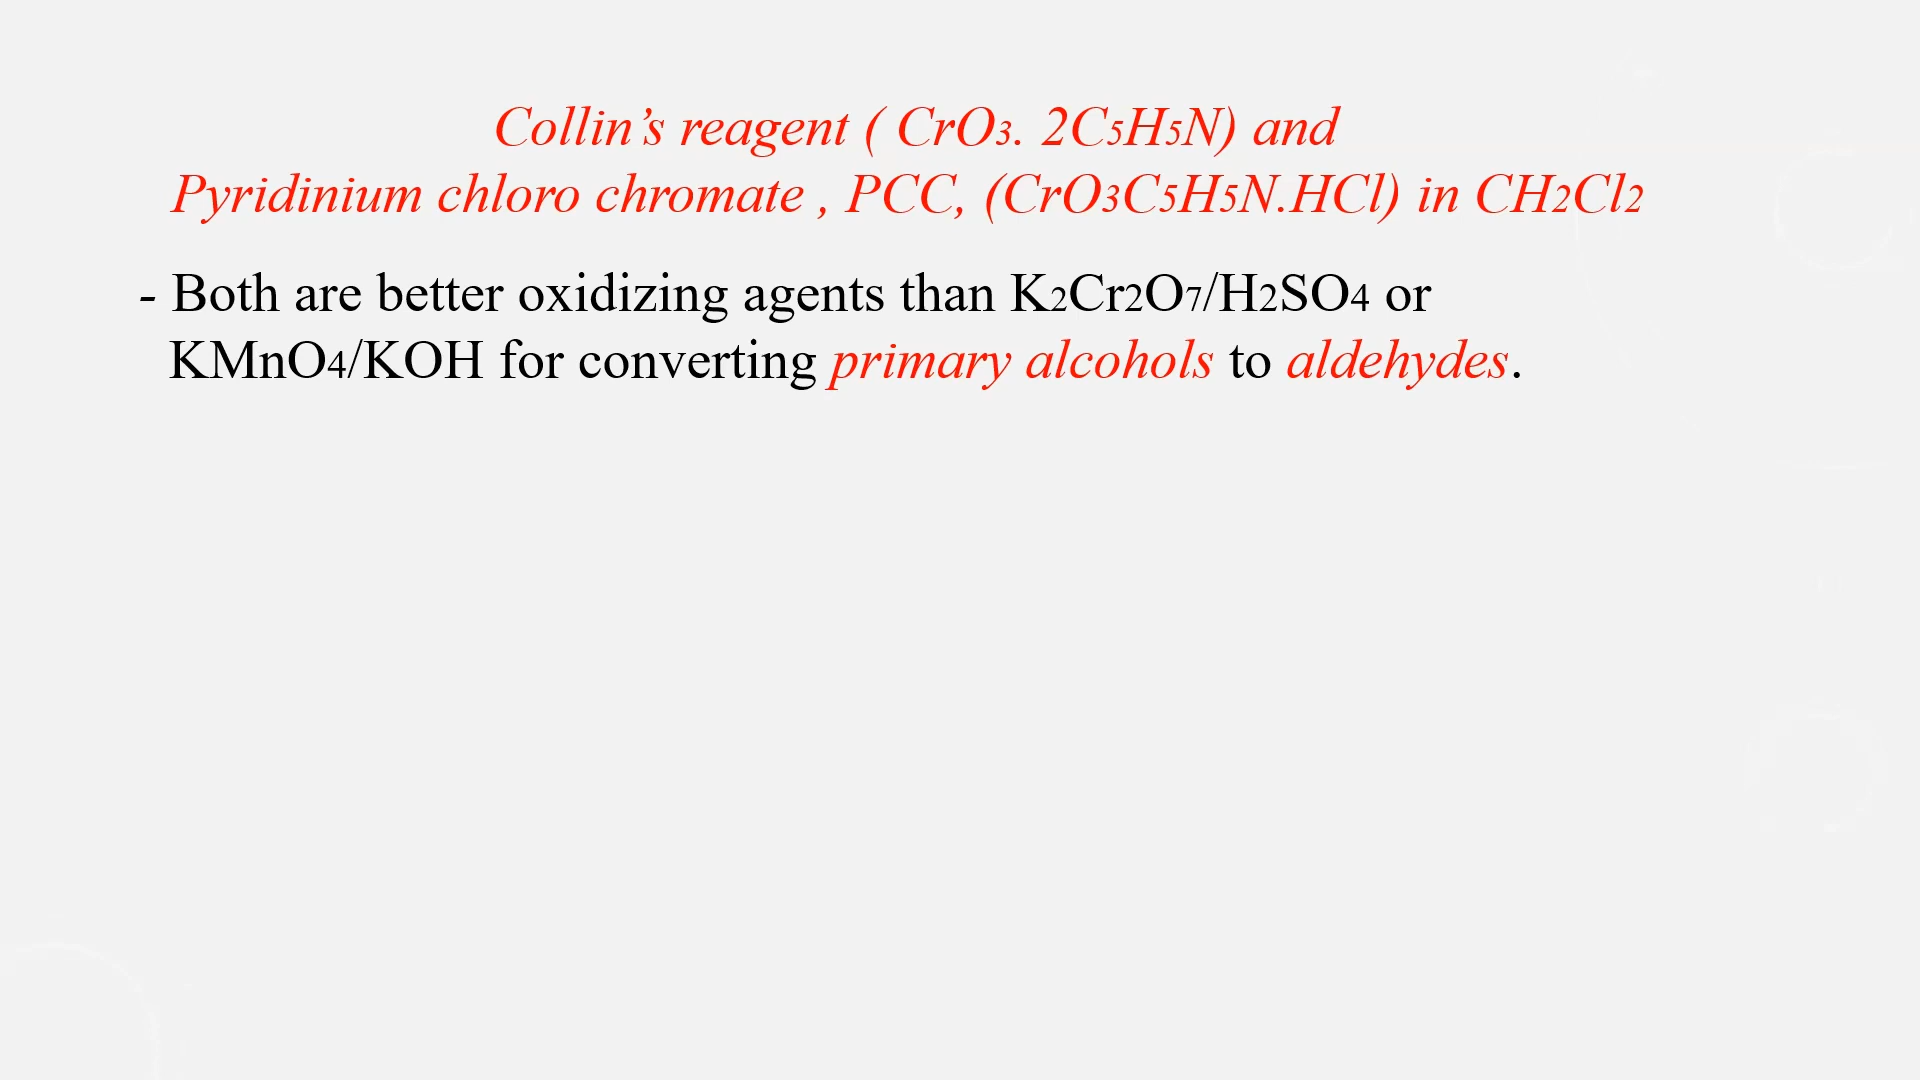 Collin’s reagent ( CrO3. 2C5H5N) and
Pyridinium chloro chromate , PCC, (CrO3C5H5N.HCl) in CH2Cl2
- Both are better oxidizing agents than K2Cr2O7/H2SO4 or
KMnO4/KOH for converting primary alcohols to aldehydes.